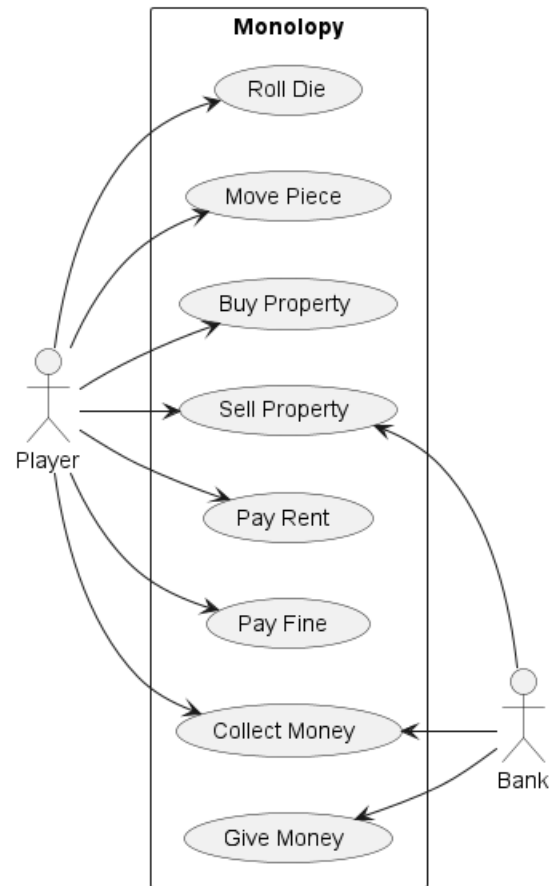 Monolopy
Roll Die
Move Piece
Buy Property
Sell Property
Player
Pay Rent
Pay Fine
Collect Money
Bank
Give Money